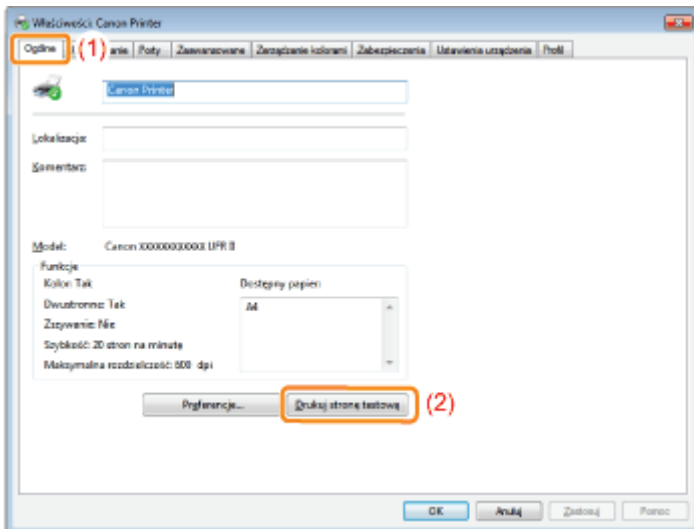 Właściwości: Canon Printer
Ogólne (1) anie Porty Zaawansowane Zarządzanie kolorami Zabezpieczenia Ustawienia urządzenia Profil
Canon Printer
Lokalizacja:
Komentarz:
Model: Canon XXXXXXXXXXX UFR II
Funkcje
Kolor: Tak Dostępny papier:
Dwustronne: Tak A4
Zszywanie: Nie
Szybkość: 20 stron na minutę
Maksymalna rozdzielczość: 600 dpi
Preferencje... Drukuj stronę testową (2)
OK Anuluj Zastosuj Pomoc